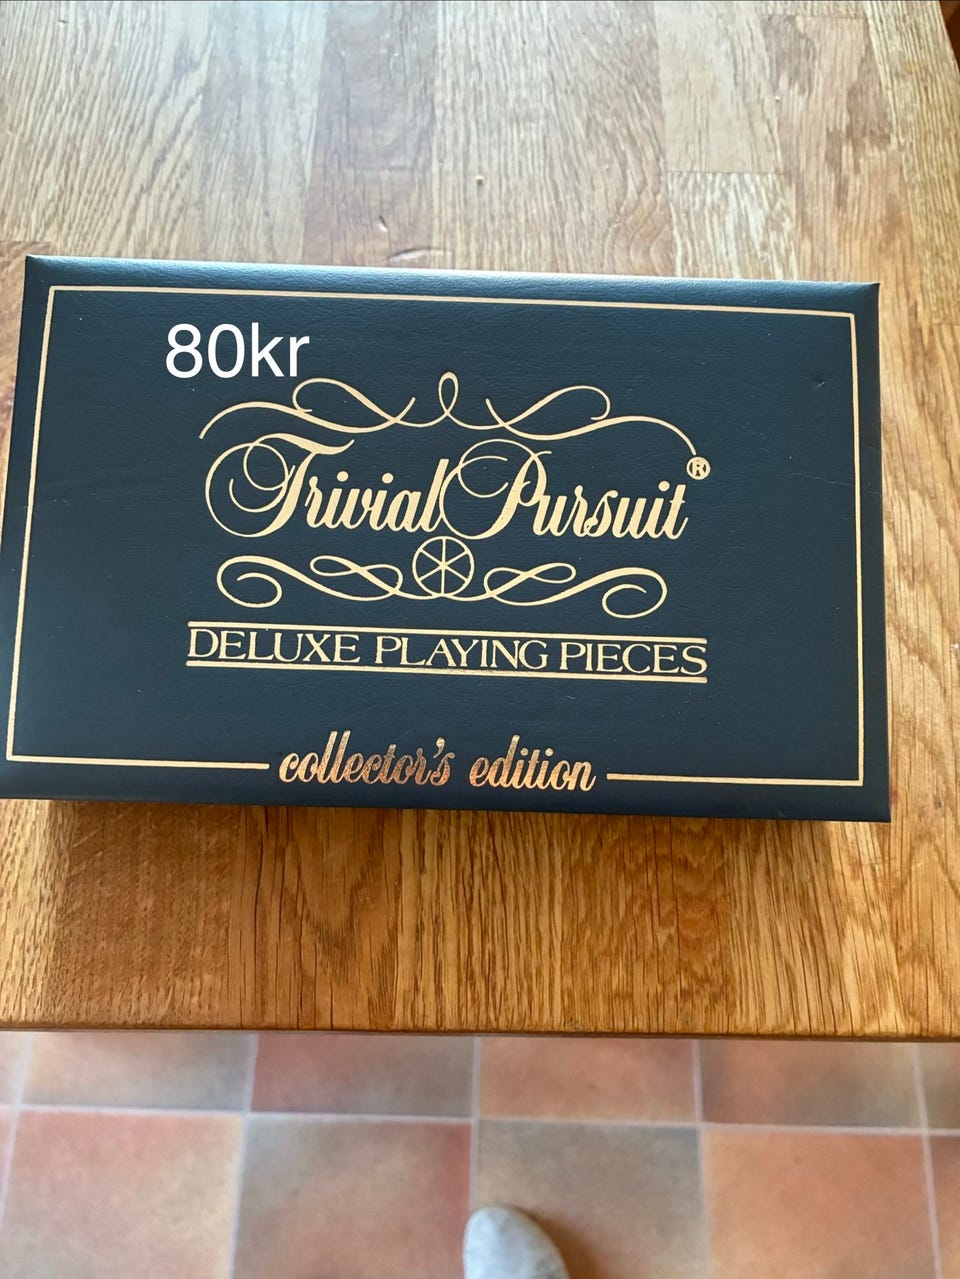 80kr
Trivial Pursuit®
DELUXE PLAYING PIECES
collector's edition